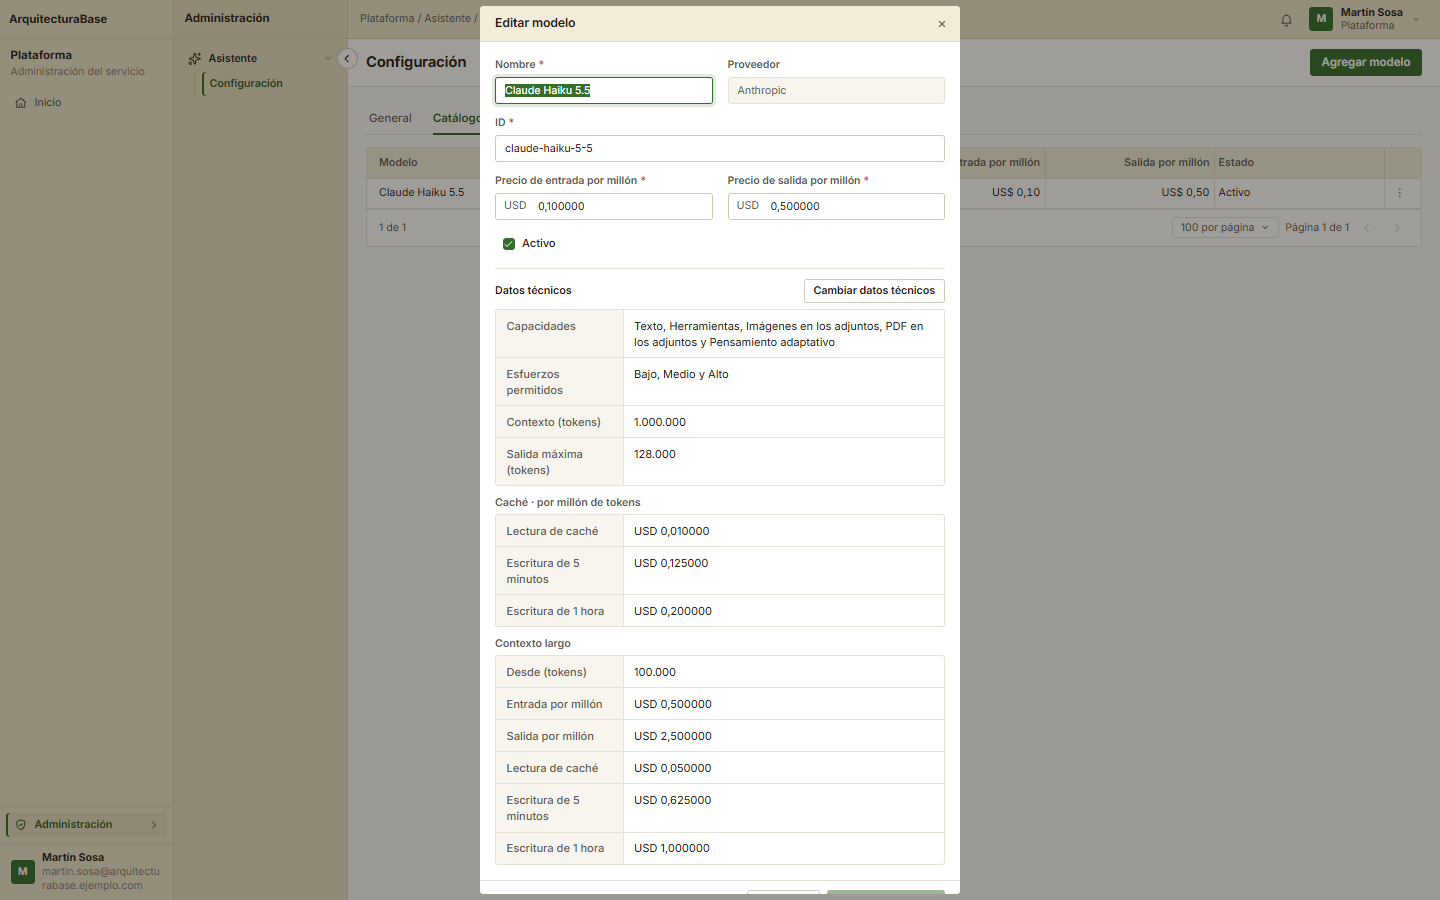 ArquitecturaBase
Plataforma
Administración del servicio
Inicio
Administración
Martín Sosa
martin.sosa@arquitectu
rabase.ejemplo.com
M
Administración
Asistente
Configuración
Plataforma / Asistente /
M
Martín Sosa
Plataforma
Configuración
Agregar modelo
General
Catálogo
Modelo
trada por millón
Salida por millón
Estado
Claude Haiku 5.5
US$ 0,10
US$ 0,50
Activo
1 de 1
100 por página
Página 1 de 1
Editar modelo
Nombre *
Proveedor
Claude Haiku 5.5
Anthropic
ID *
claude-haiku-5-5
Precio de entrada por millón *
Precio de salida por millón *
USD 0,100000
USD 0,500000
Activo
Datos técnicos
Cambiar datos técnicos
Capacidades
Texto, Herramientas, Imágenes en los adjuntos, PDF en
los adjuntos y Pensamiento adaptativo
Esfuerzos
permitidos
Bajo, Medio y Alto
Contexto (tokens)
1.000.000
Salida máxima
(tokens)
128.000
Caché · por millón de tokens
Lectura de caché
USD 0,010000
Escritura de 5
minutos
USD 0,125000
Escritura de 1 hora
USD 0,200000
Contexto largo
Desde (tokens)
100.000
Entrada por millón
USD 0,500000
Salida por millón
USD 2,500000
Lectura de caché
USD 0,050000
Escritura de 5
minutos
USD 0,625000
Escritura de 1 hora
USD 1,000000